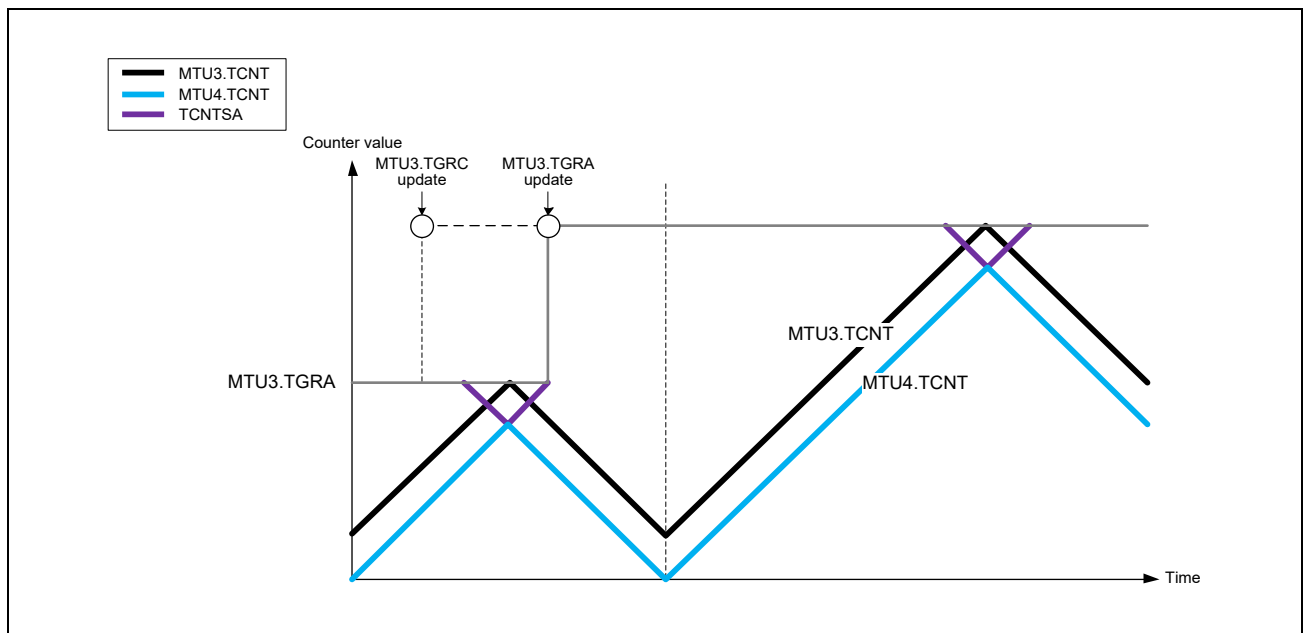 MTU3.TCNT
MTU4.TCNT
TCNTSA
Counter value
MTU3.TGRC
update
MTU3.TGRA
update
MTU3.TCNT
MTU3.TGRA
MTU4.TCNT
Time